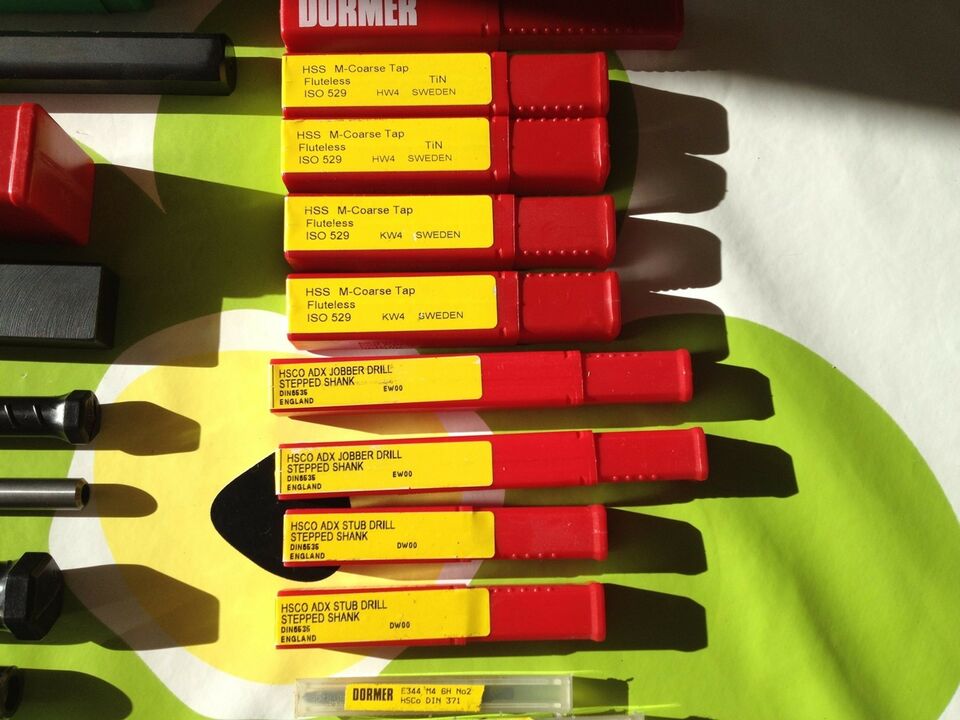 DORMER
HSS M-Coarse Tap
Fluteless TiN
ISO 529 HW4 SWEDEN
HSS M-Coarse Tap
Fluteless TiN
ISO 529 HW4 SWEDEN
HSS M-Coarse Tap
Fluteless
ISO 529 KW4 SWEDEN
HSS M-Coarse Tap
Fluteless
ISO 529 KW4 SWEDEN
HSCO ADX JOBBER DRILL
STEPPED SHANK
DIN6535 EW00
ENGLAND
HSCO ADX JOBBER DRILL
STEPPED SHANK
DIN6535 EW00
ENGLAND
HSCO ADX STUB DRILL
STEPPED SHANK
DIN6535 DW00
ENGLAND
HSCO ADX STUB DRILL
STEPPED SHANK
DIN6535 DW00
ENGLAND
DORMER E344 M4 6H No2
HSCo DIN 371